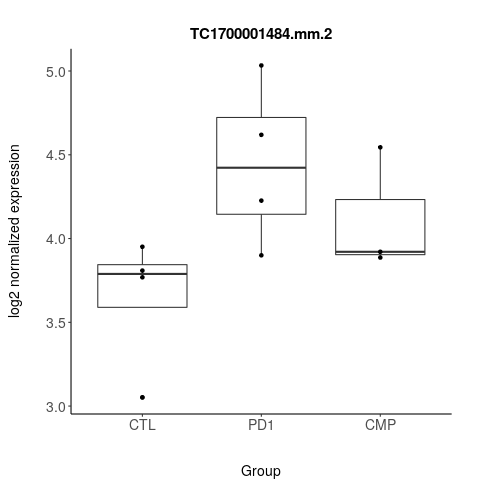 TC1700001484.mm.2
log2 normalized expression
5.0
4.5
4.0
3.5
3.0
CTL PD1 CMP
Group